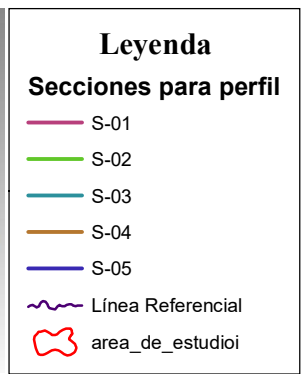 Leyenda
Secciones para perfil
S-01
S-02
S-03
S-04
S-05
Línea Referencial
area_de_estudioi